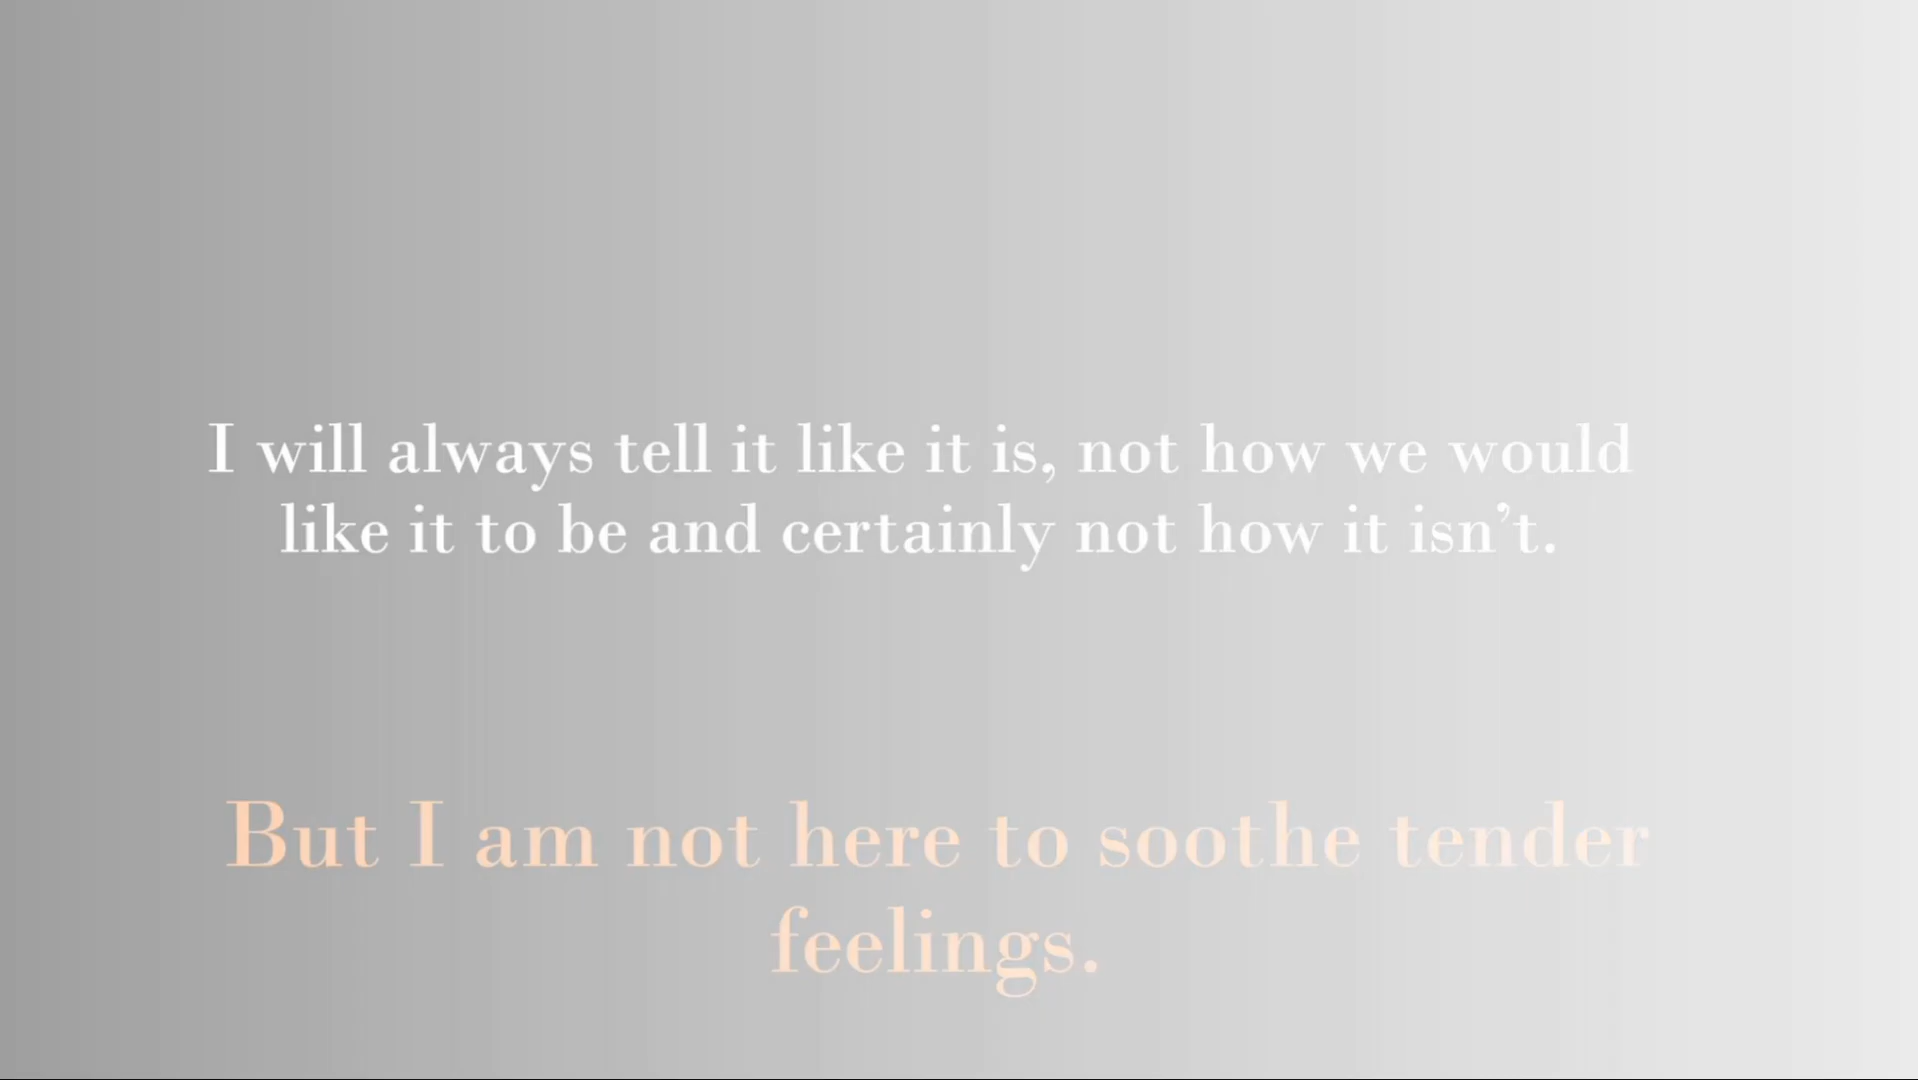 I will always tell it like it is, not how we would
like it to be and certainly not how it isn’t.
But I am not here to soothe tender
feelings.